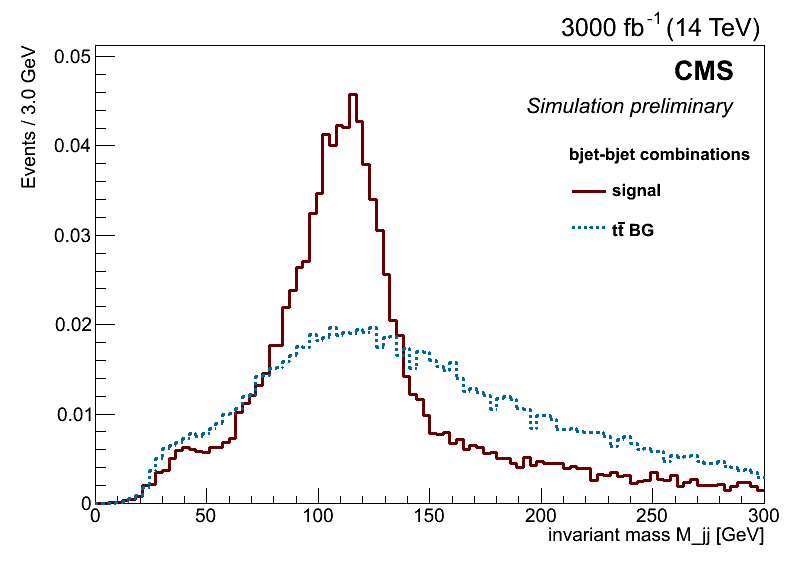 3000 fb⁻¹ (14 TeV)
CMS
Simulation preliminary
bjet-bjet combinations
signal
tt̄ BG
Events / 3.0 GeV
0.05
0.04
0.03
0.02
0.01
0
0 50 100 150 200 250 300
invariant mass M_jj [GeV]